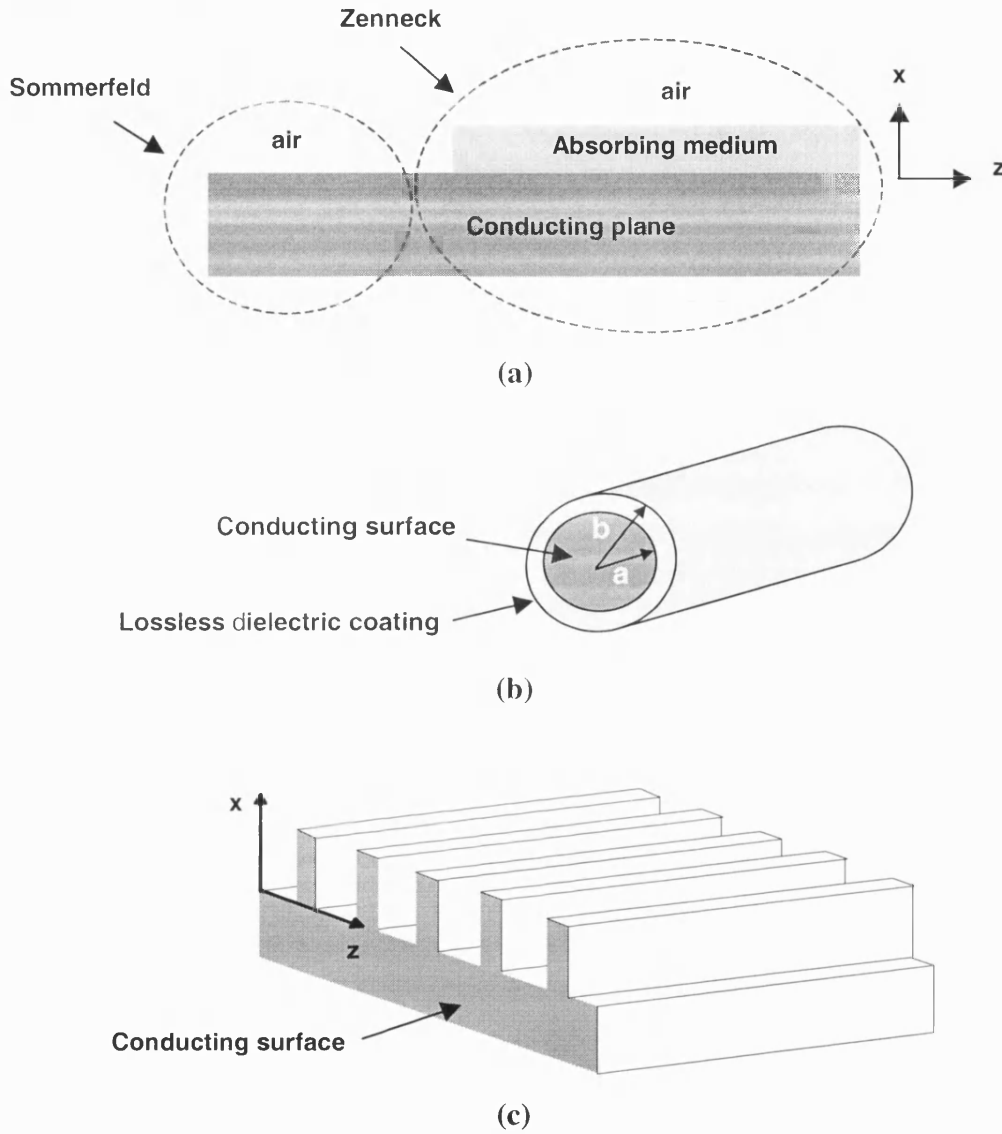 Zenneck
Sommerfeld
air
air
x
Absorbing medium
z
Conducting plane
(a)
Conducting surface
b
a
Lossless dielectric coating
(b)
x
z
Conducting surface
(c)